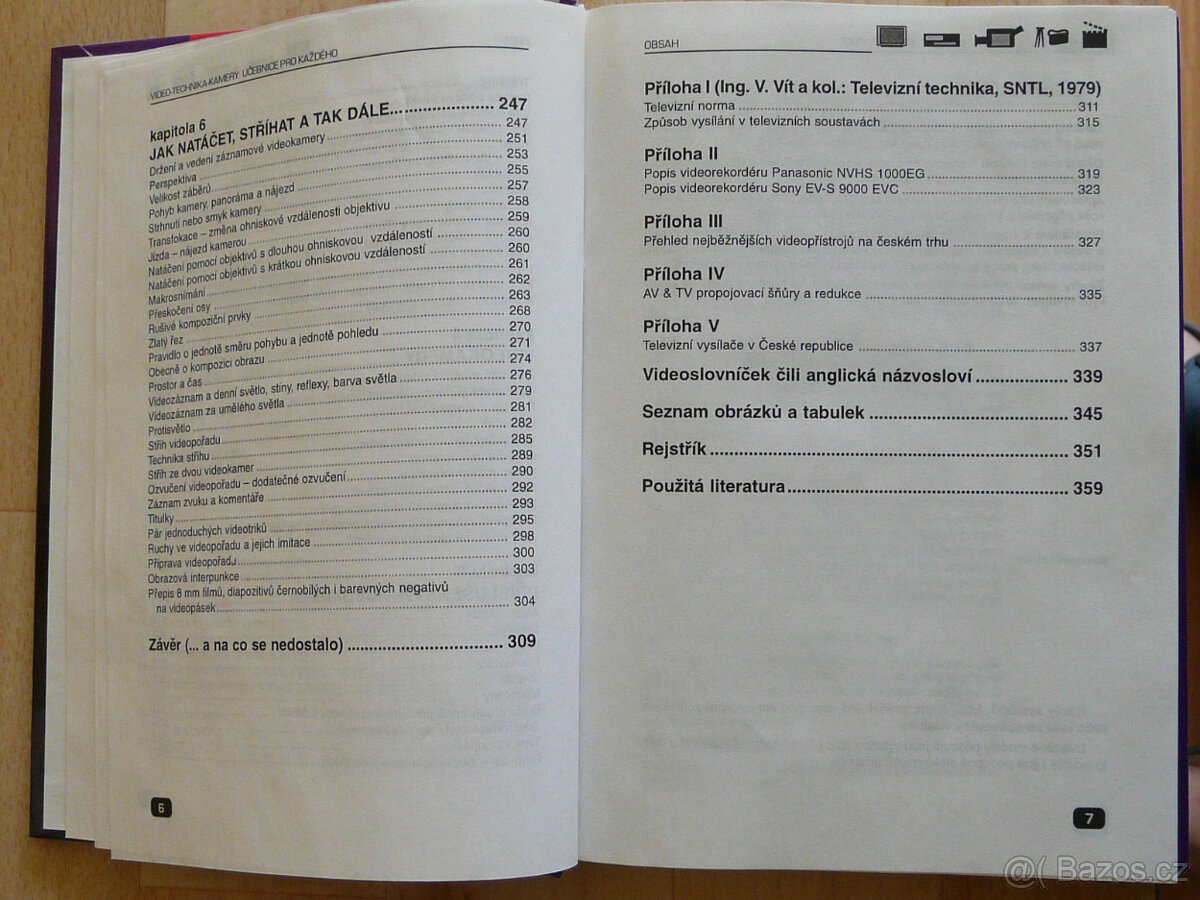 VIDEO-TECHNIKA-KAMERY: UČEBNICE PRO KAŽDÉHO
kapitola 6
JAK NATÁČET, STŘÍHAT A TAK DÁLE... 247
Držení a vedení záznamové videokamery 247
Perspektiva 251
Velikost záběrů 253
Pohyb kamery, panoráma a nájezd 255
Strhnutí nebo smyk kamery 257
Transfokace – změna ohniskové vzdálenosti objektivu 258
Jízda – nájezd kamerou 259
Natáčení pomocí objektivů s dlouhou ohniskovou vzdáleností 260
Natáčení pomocí objektivů s krátkou ohniskovou vzdáleností 260
Makrosnímání 261
Přeskočení osy 262
Rušivé kompoziční prvky 263
Zlatý řez 268
Pravidlo o jednotě směru pohybu a jednotě pohledu 270
Obecně o kompozici obrazu 271
Prostor a čas 274
Videozáznam a denní světlo, stíny, reflexy, barva světla 276
Videozáznam za umělého světla 279
Protisvětlo 281
Střih videopořadu 282
Technika střihu 285
Střih ze dvou videokamer 289
Ozvučení videopořadu – dodatečné ozvučení 290
Záznam zvuku a komentáře 292
Titulky 293
Pár jednoduchých videotriků 295
Ruchy ve videopořadu a jejich imitace 298
Příprava videopořadu 300
Obrazová interpunkce 303
Přepis 8 mm filmů, diapozitivů černobílých i barevných negativů
na videopásek 304
Závěr (... a na co se nedostalo) 309
6
OBSAH
Příloha I (Ing. V. Vít a kol.: Televizní technika, SNTL, 1979)
Televizní norma 311
Způsob vysílání v televizních soustavách 315
Příloha II
Popis videorekordéru Panasonic NVHS 1000EG 319
Popis videorekordéru Sony EV-S 9000 EVC 323
Příloha III
Přehled nejběžnějších videopřístrojů na českém trhu 327
Příloha IV
AV & TV propojovací šňůry a redukce 335
Příloha V
Televizní vysílače v České republice 337
Videoslovníček čili anglická názvosloví 339
Seznam obrázků a tabulek 345
Rejstřík 351
Použitá literatura 359
7
@( Bazos.cz